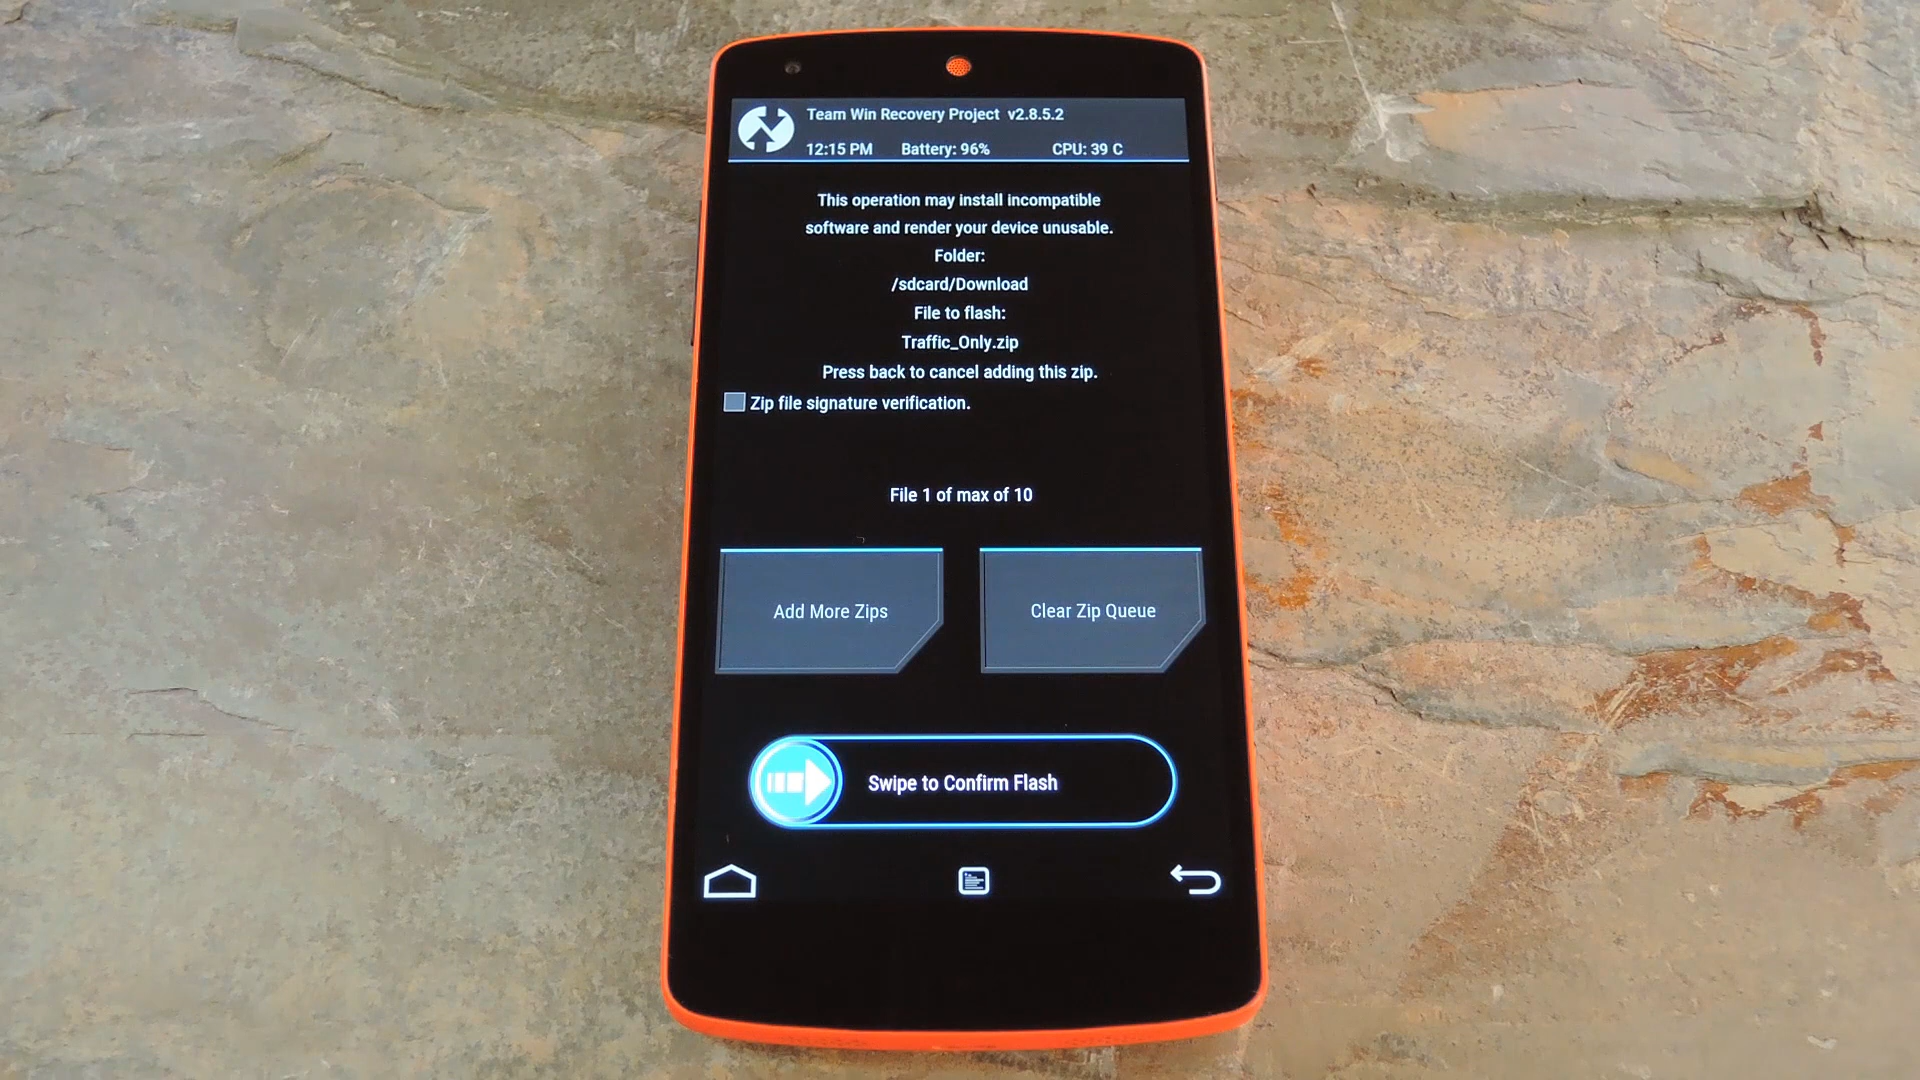 Team Win Recovery Project v2.8.5.2
12:15 PM Battery: 96% CPU: 39 C
This operation may install incompatible
software and render your device unusable.
Folder:
/sdcard/Download
File to flash:
Traffic_Only.zip
Press back to cancel adding this zip.
Zip file signature verification.
File 1 of max of 10
Add More Zips
Clear Zip Queue
Swipe to Confirm Flash